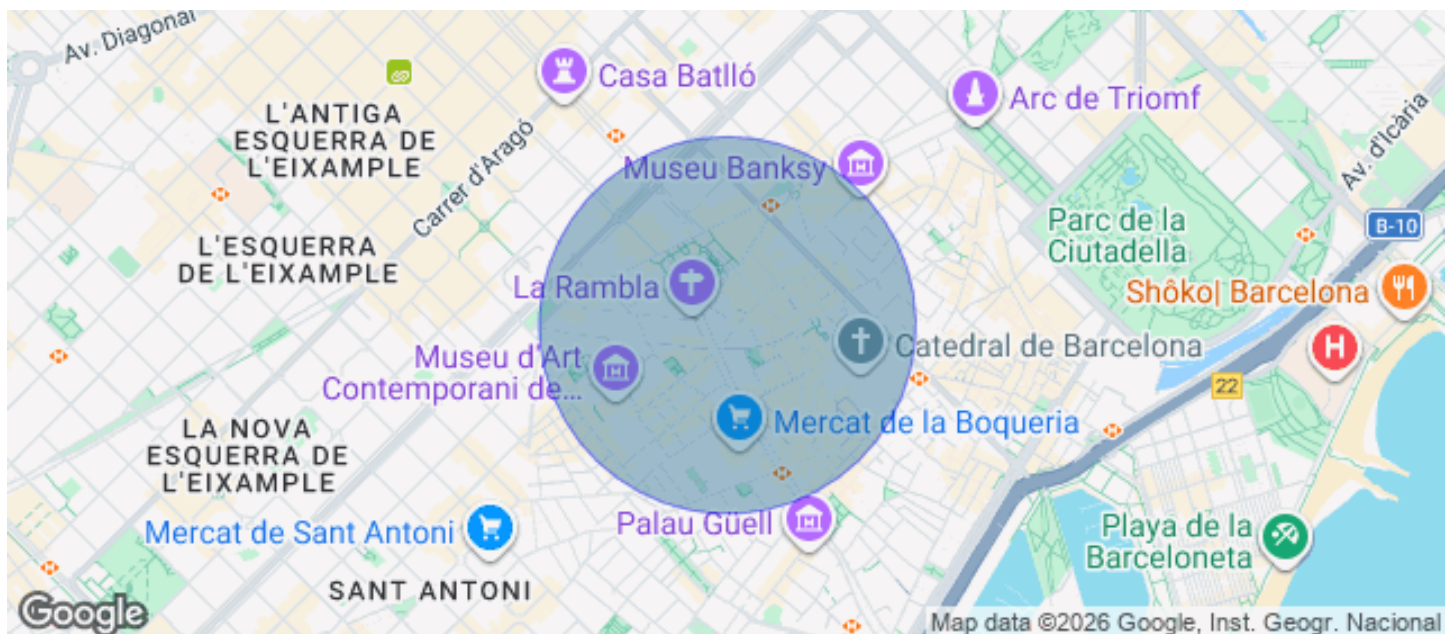 Av. Diagonal
Casa Batlló
Arc de Triomf
L'ANTIGA
ESQUERRA DE
L'EIXAMPLE
Carrer d'Aragó
Museu Banksy
Av. d'Icària
B-10
L'ESQUERRA
DE L'EIXAMPLE
Parc de la
Ciutadella
La Rambla
Shôko| Barcelona
H
Catedral de Barcelona
Museu d'Art
Contemporani de...
22
Mercat de la Boqueria
LA NOVA
ESQUERRA DE
L'EIXAMPLE
Mercat de Sant Antoni
Palau Güell
Playa de la
Barceloneta
SANT ANTONI
Google
Map data ©2026 Google, Inst. Geogr. Nacional